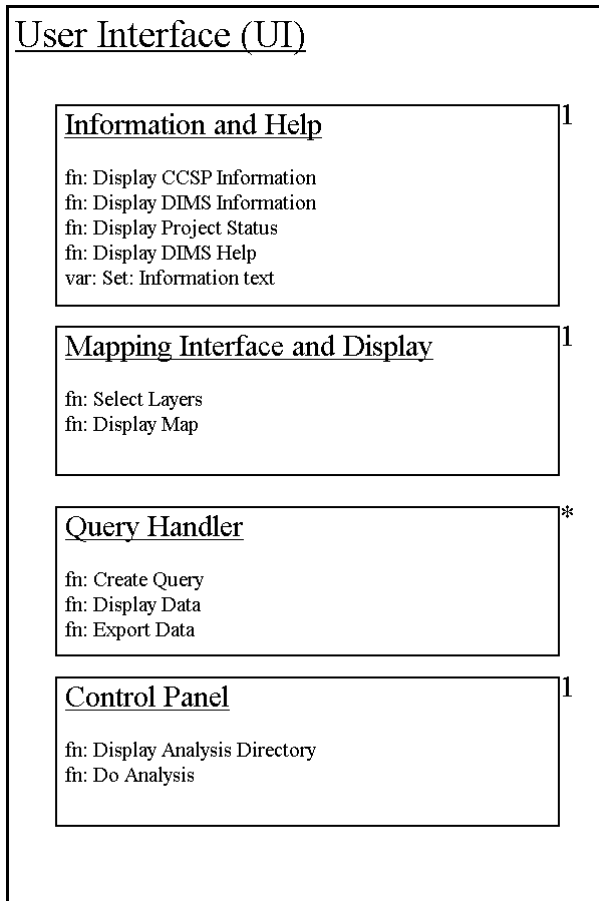 User Interface (UI)
Information and Help 1
fn: Display CCSP Information
fn: Display DIMS Information
fn: Display Project Status
fn: Display DIMS Help
var: Set: Information text
Mapping Interface and Display 1
fn: Select Layers
fn: Display Map
Query Handler *
fn: Create Query
fn: Display Data
fn: Export Data
Control Panel 1
fn: Display Analysis Directory
fn: Do Analysis